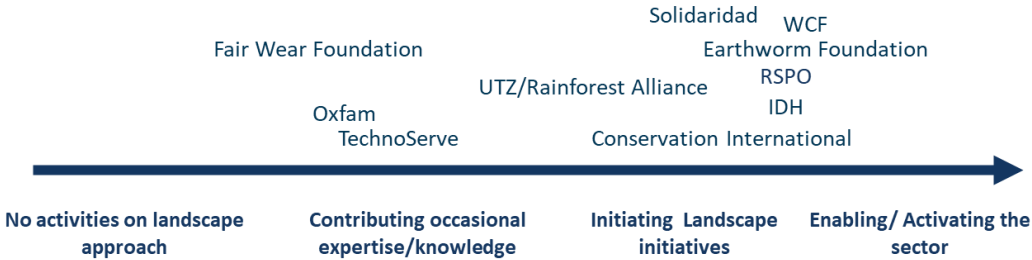 Solidaridad
WCF
Fair Wear Foundation
Earthworm Foundation
RSPO
UTZ/Rainforest Alliance
IDH
Oxfam
TechnoServe
Conservation International
No activities on landscape
approach
Contributing occasional
expertise/knowledge
Initiating Landscape
initiatives
Enabling/ Activating the
sector